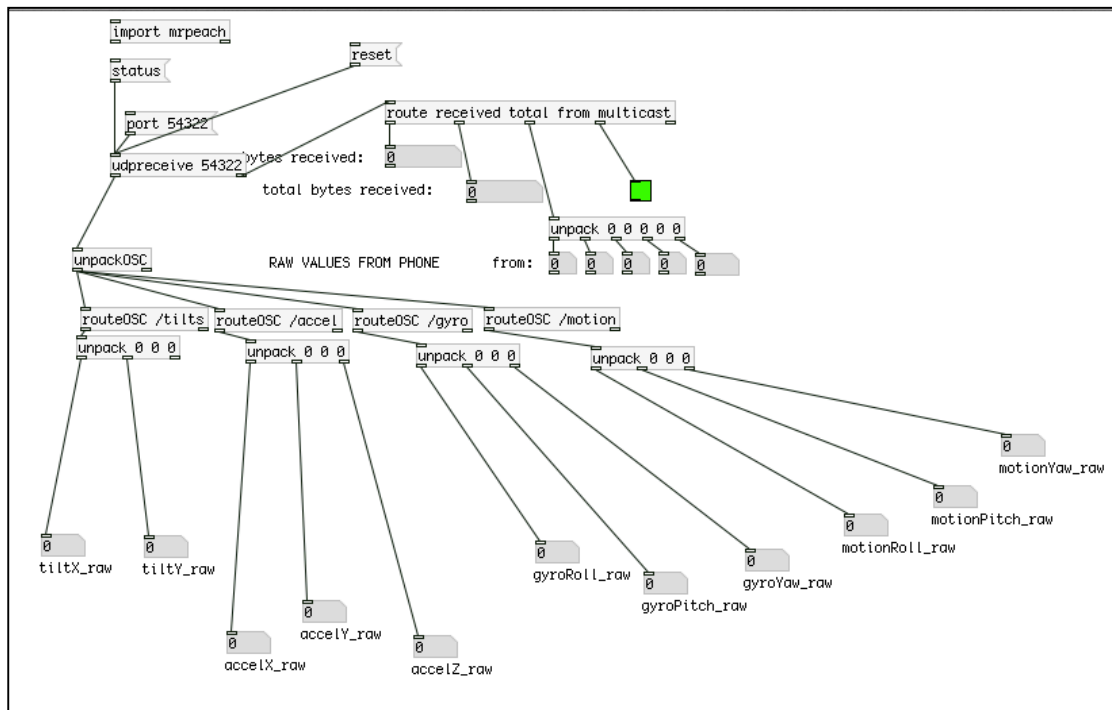 import mrpeach
reset
status
route received total from multicast
port 54322
bytes received:
0
udpreceive 54322
total bytes received:
0
unpack 0 0 0 0 0
unpackOSC
RAW VALUES FROM PHONE
from:
0
0
0
0
0
routeOSC /tilts
routeOSC /accel
routeOSC /gyro
routeOSC /motion
unpack 0 0 0
unpack 0 0 0
unpack 0 0 0
unpack 0 0 0
0
motionYaw_raw
0
motionPitch_raw
0
motionRoll_raw
0
tiltX_raw
0
tiltY_raw
0
gyroRoll_raw
0
gyroYaw_raw
0
gyroPitch_raw
0
accelY_raw
0
accelX_raw
0
accelZ_raw